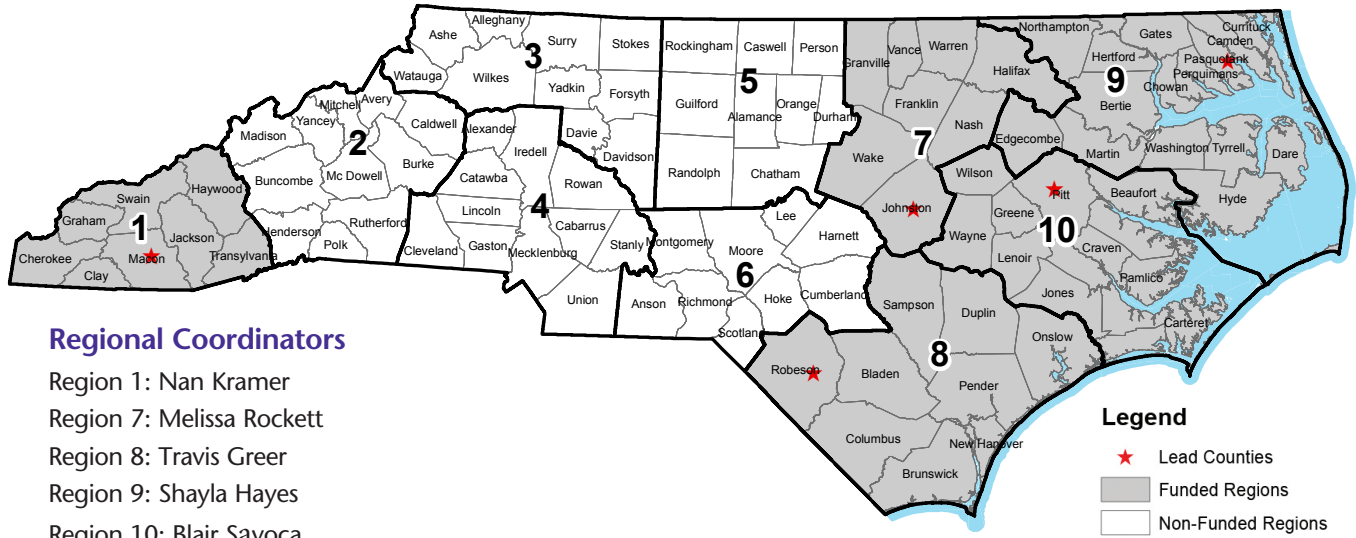 Alleghany
Ashe
Surry
Stokes
3
Watauga
Wilkes
Yadkin
Forsyth
Davie
Davidson
Rockingham
Caswell
Person
5
Guilford
Alamance
Orange
Durham
Randolph
Chatham
Granville
Vance
Warren
Halifax
Franklin
Nash
7
Wake
Johnston
Northampton
Gates
Currituck
Camden
Hertford
Pasquotank
Perquimans
Chowan
9
Bertie
Edgecombe
Martin
Washington
Tyrrell
Dare
Hyde
Mitchell
Avery
Yancey
Madison
2
Caldwell
Burke
Buncombe
Mc Dowell
Henderson
Rutherford
Polk
Alexander
Iredell
Catawba
Rowan
Lincoln
4
Cleveland
Gaston
Cabarrus
Mecklenburg
Stanly
Union
Haywood
Swain
Graham
1
Jackson
Cherokee
Macon
Transylvania
Clay
Lee
Harnett
Montgomery
Moore
6
Anson
Richmond
Hoke
Cumberland
Scotland
Wilson
Pitt
Beaufort
Greene
10
Wayne
Craven
Lenoir
Pamlico
Jones
Carteret
Sampson
Duplin
Onslow
8
Robeson
Bladen
Pender
Columbus
New Hanover
Brunswick
Regional Coordinators
Region 1: Nan Kramer
Region 7: Melissa Rockett
Region 8: Travis Greer
Region 9: Shayla Hayes
Region 10: Blair Savoca
Legend
Lead Counties
Funded Regions
Non-Funded Regions